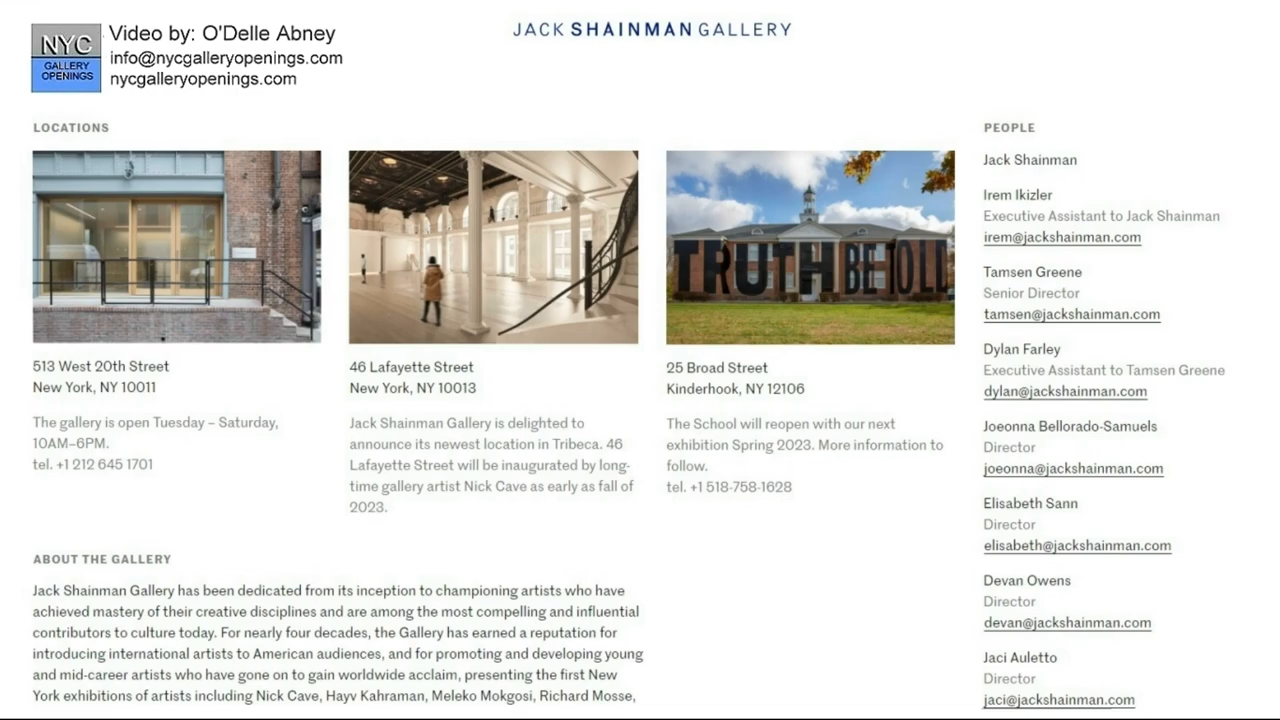 NYC
GALLERY
OPENINGS
Video by: O'Delle Abney
info@nycgalleryopenings.com
nycgalleryopenings.com
JACK SHAINMAN GALLERY
LOCATIONS
513 West 20th Street
New York, NY 10011
The gallery is open Tuesday – Saturday,
10AM–6PM.
tel. +1 212 645 1701
46 Lafayette Street
New York, NY 10013
Jack Shainman Gallery is delighted to
announce its newest location in Tribeca. 46
Lafayette Street will be inaugurated by long-
time gallery artist Nick Cave as early as fall of
2023.
TRUTH BE TOLD
25 Broad Street
Kinderhook, NY 12106
The School will reopen with our next
exhibition Spring 2023. More information to
follow.
tel. +1 518-758-1628
ABOUT THE GALLERY
Jack Shainman Gallery has been dedicated from its inception to championing artists who have
achieved mastery of their creative disciplines and are among the most compelling and influential
contributors to culture today. For nearly four decades, the Gallery has earned a reputation for
introducing international artists to American audiences, and for promoting and developing young
and mid-career artists who have gone on to gain worldwide acclaim, presenting the first New
York exhibitions of artists including Nick Cave, Hayv Kahraman, Meleko Mokgosi, Richard Mosse,
PEOPLE
Jack Shainman
Irem Ikizler
Executive Assistant to Jack Shainman
irem@jackshainman.com
Tamsen Greene
Senior Director
tamsen@jackshainman.com
Dylan Farley
Executive Assistant to Tamsen Greene
dylan@jackshainman.com
Joeonna Bellorado-Samuels
Director
joeonna@jackshainman.com
Elisabeth Sann
Director
elisabeth@jackshainman.com
Devan Owens
Director
devan@jackshainman.com
Jaci Auletto
Director
jaci@jackshainman.com